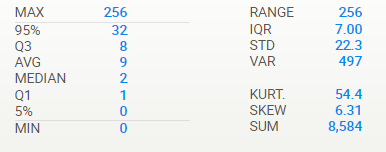 MAX 256
95% 32
Q3 8
AVG 9
MEDIAN 2
Q1 1
5% 0
MIN 0
RANGE 256
IQR 7.00
STD 22.3
VAR 497
KURT. 54.4
SKEW 6.31
SUM 8,584